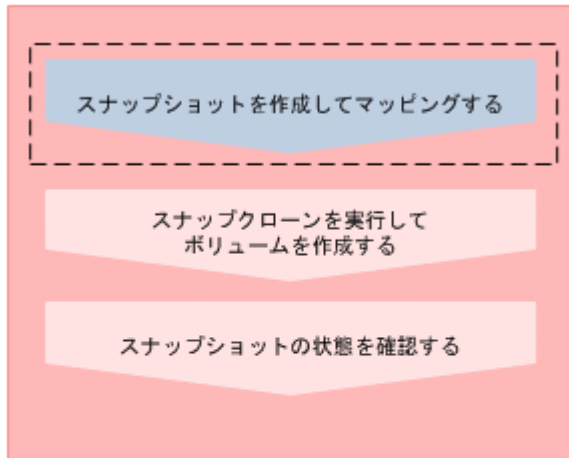 スナップショットを作成してマッピングする
スナップクローンを実行して
ボリュームを作成する
スナップショットの状態を確認する